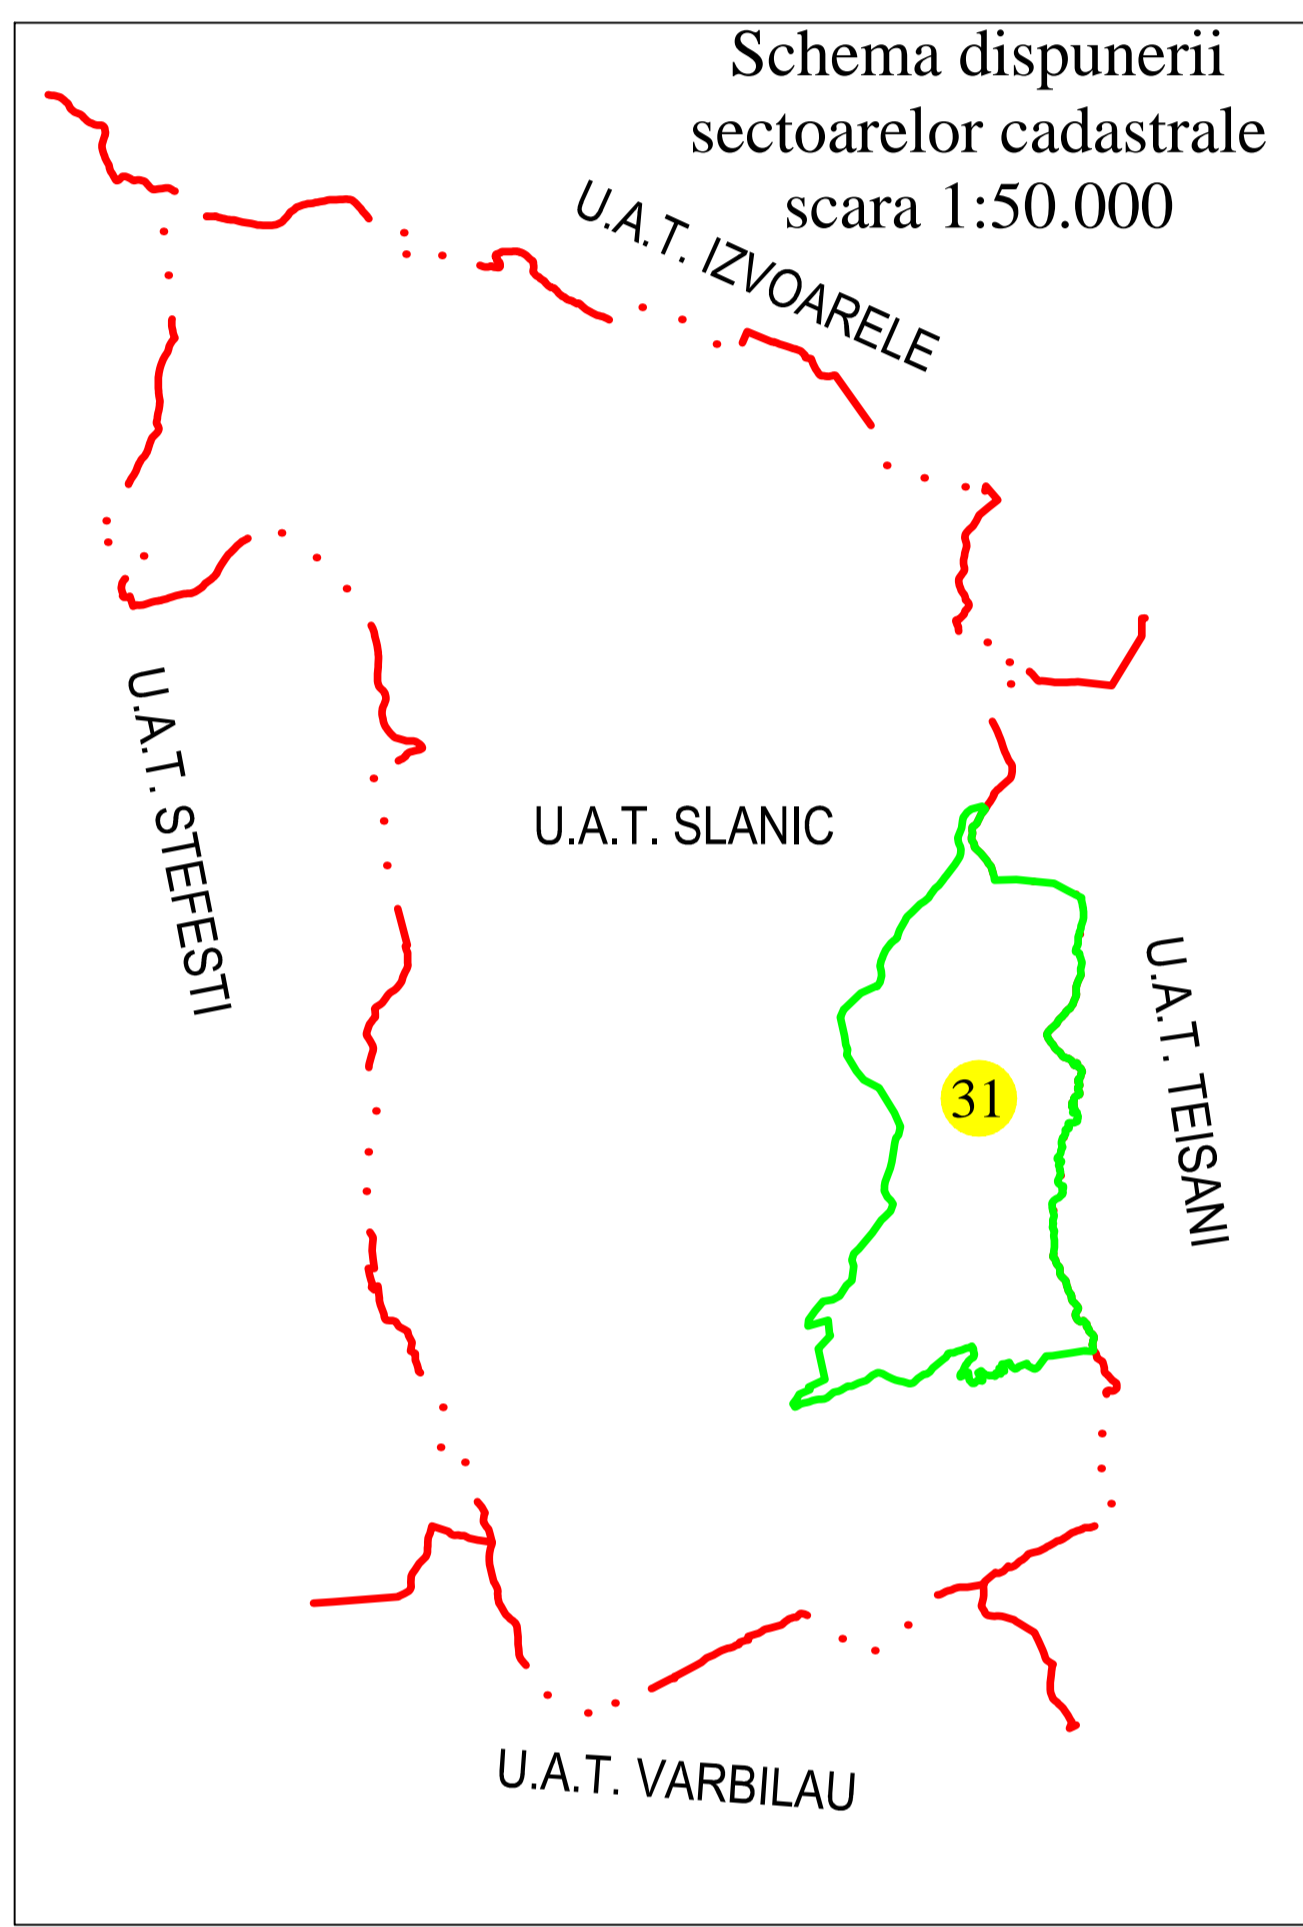 Schema dispunerii
sectoarelor cadastrale
scara 1:50.000
U.A.T. IZVOARELE
U.A.T. STEFESTI
U.A.T. SLANIC
U.A.T. TEISANI
31
U.A.T. VARBILAU